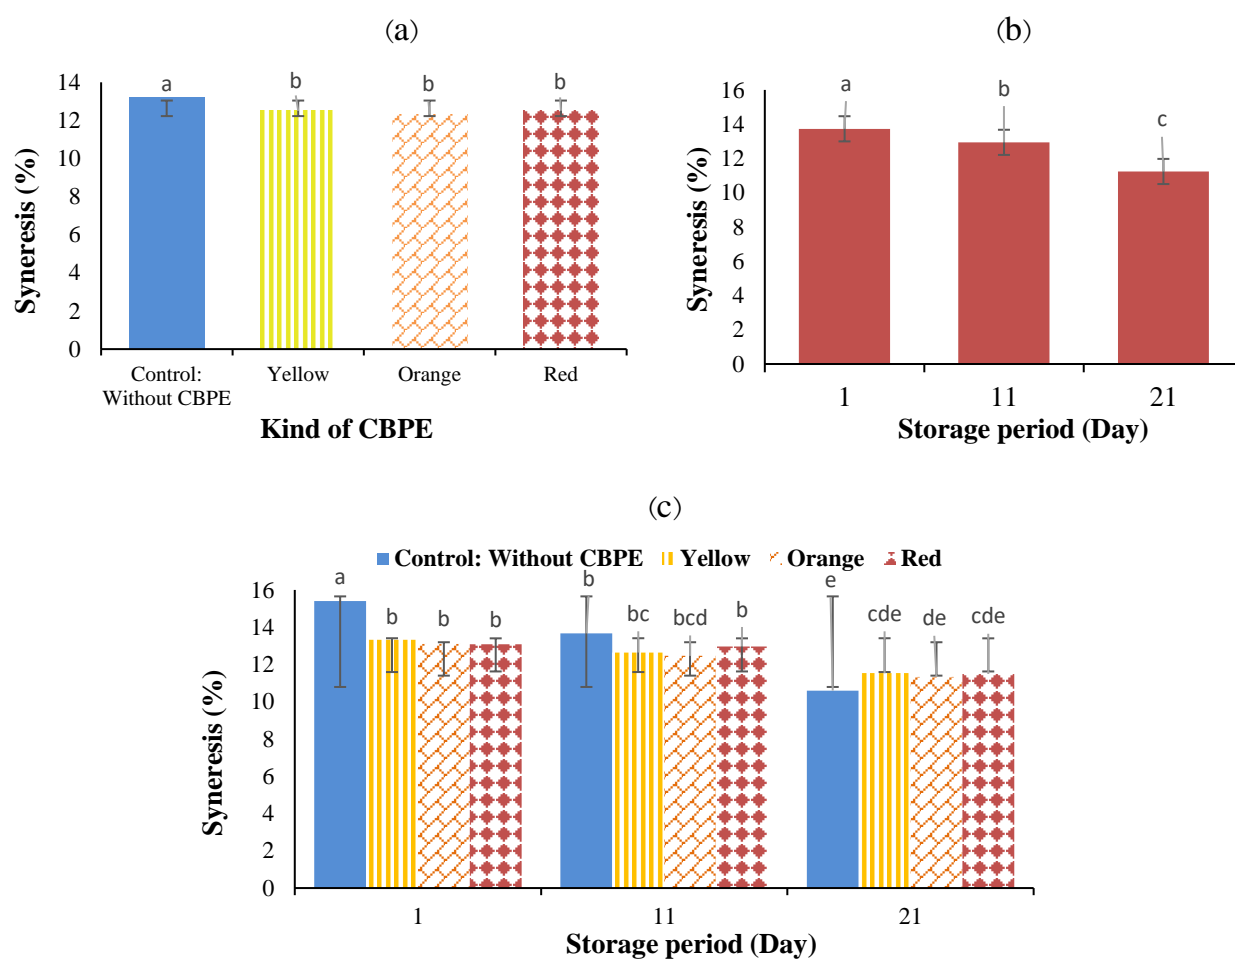 (a)
14
12
10
8
6
4
2
0
Syneresis (%)
a
b
b
b
Control:
Without CBPE
Yellow
Orange
Red
Kind of CBPE
(b)
16
14
12
10
8
6
4
2
0
Syneresis (%)
a
b
c
1
11
21
Storage period (Day)
(c)
Control: Without CBPE
Yellow
Orange
Red
16
14
12
10
8
6
4
2
0
Syneresis (%)
a
b
b
b
b
bc
bcd
b
e
cde
de
cde
1
11
21
Storage period (Day)